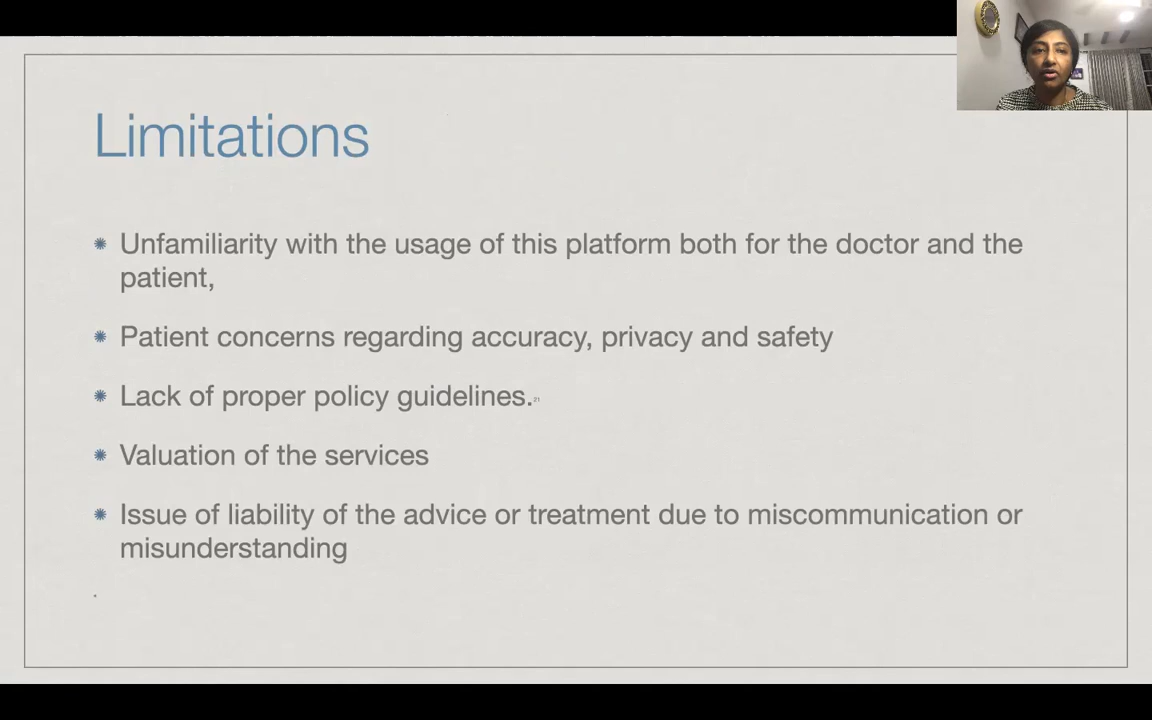 Limitations
Unfamiliarity with the usage of this platform both for the doctor and the
patient,
Patient concerns regarding accuracy, privacy and safety
Lack of proper policy guidelines.21
Valuation of the services
Issue of liability of the advice or treatment due to miscommunication or
misunderstanding